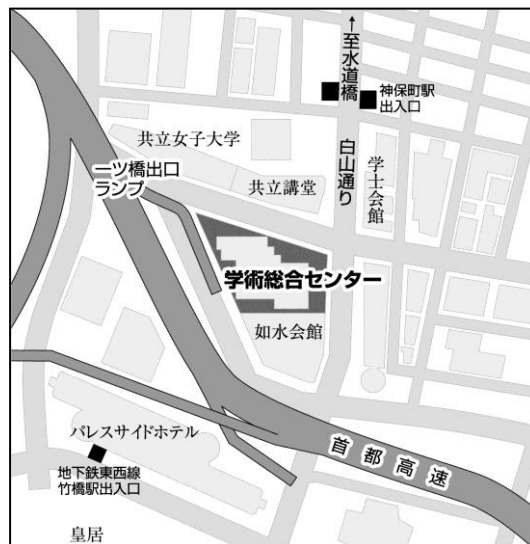 ↑至水道橋
神保町駅
出入口
共立女子大学
白山通り
学士会館
一ツ橋出口
ランプ
共立講堂
学術総合センター
如水会館
パレスサイドホテル
首都高速
地下鉄東西線
竹橋駅出入口
皇居